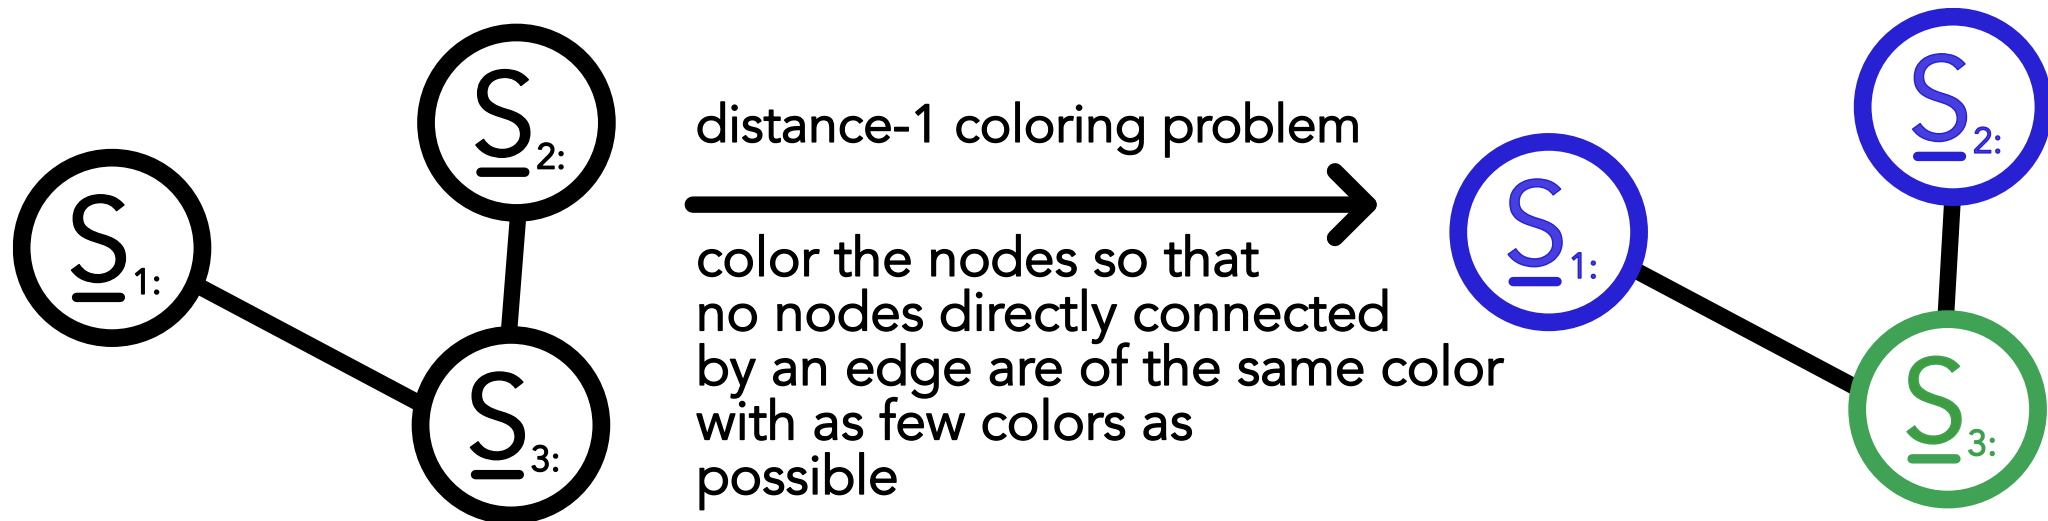 S1:
S2:
S3:
distance-1 coloring problem
color the nodes so that
no nodes directly connected
by an edge are of the same color
with as few colors as
possible
S1:
S2:
S3: